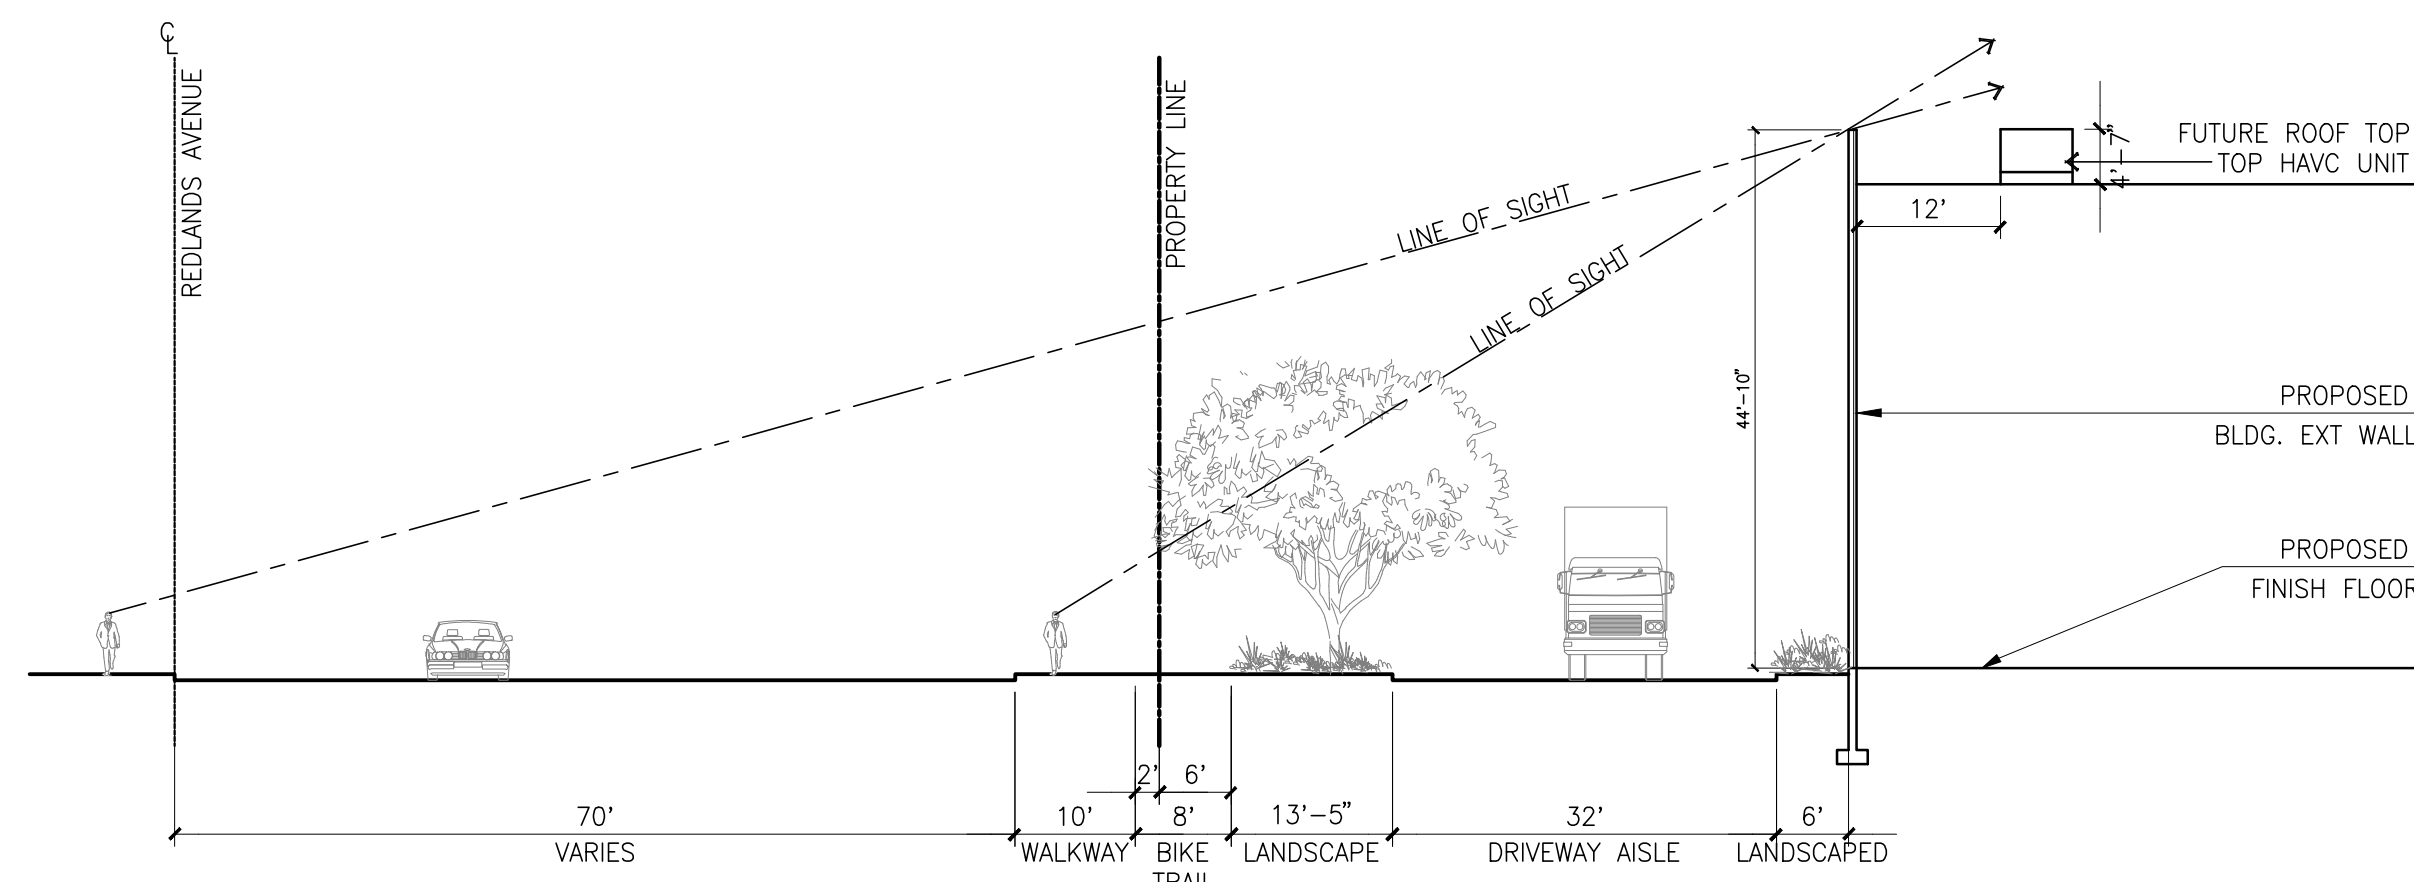 ℄
REDLANDS AVENUE
PROPERTY LINE
LINE OF SIGHT
LINE OF SIGHT
44'-10"
4'-7"
FUTURE ROOF TOP
TOP HAVC UNIT
12'
PROPOSED
BLDG. EXT WALL
PROPOSED
FINISH FLOOR
2' 6'
70' 10' 8' 13'-5" 32' 6'
VARIES WALKWAY BIKE LANDSCAPE DRIVEWAY AISLE LANDSCAPED
TRAIL